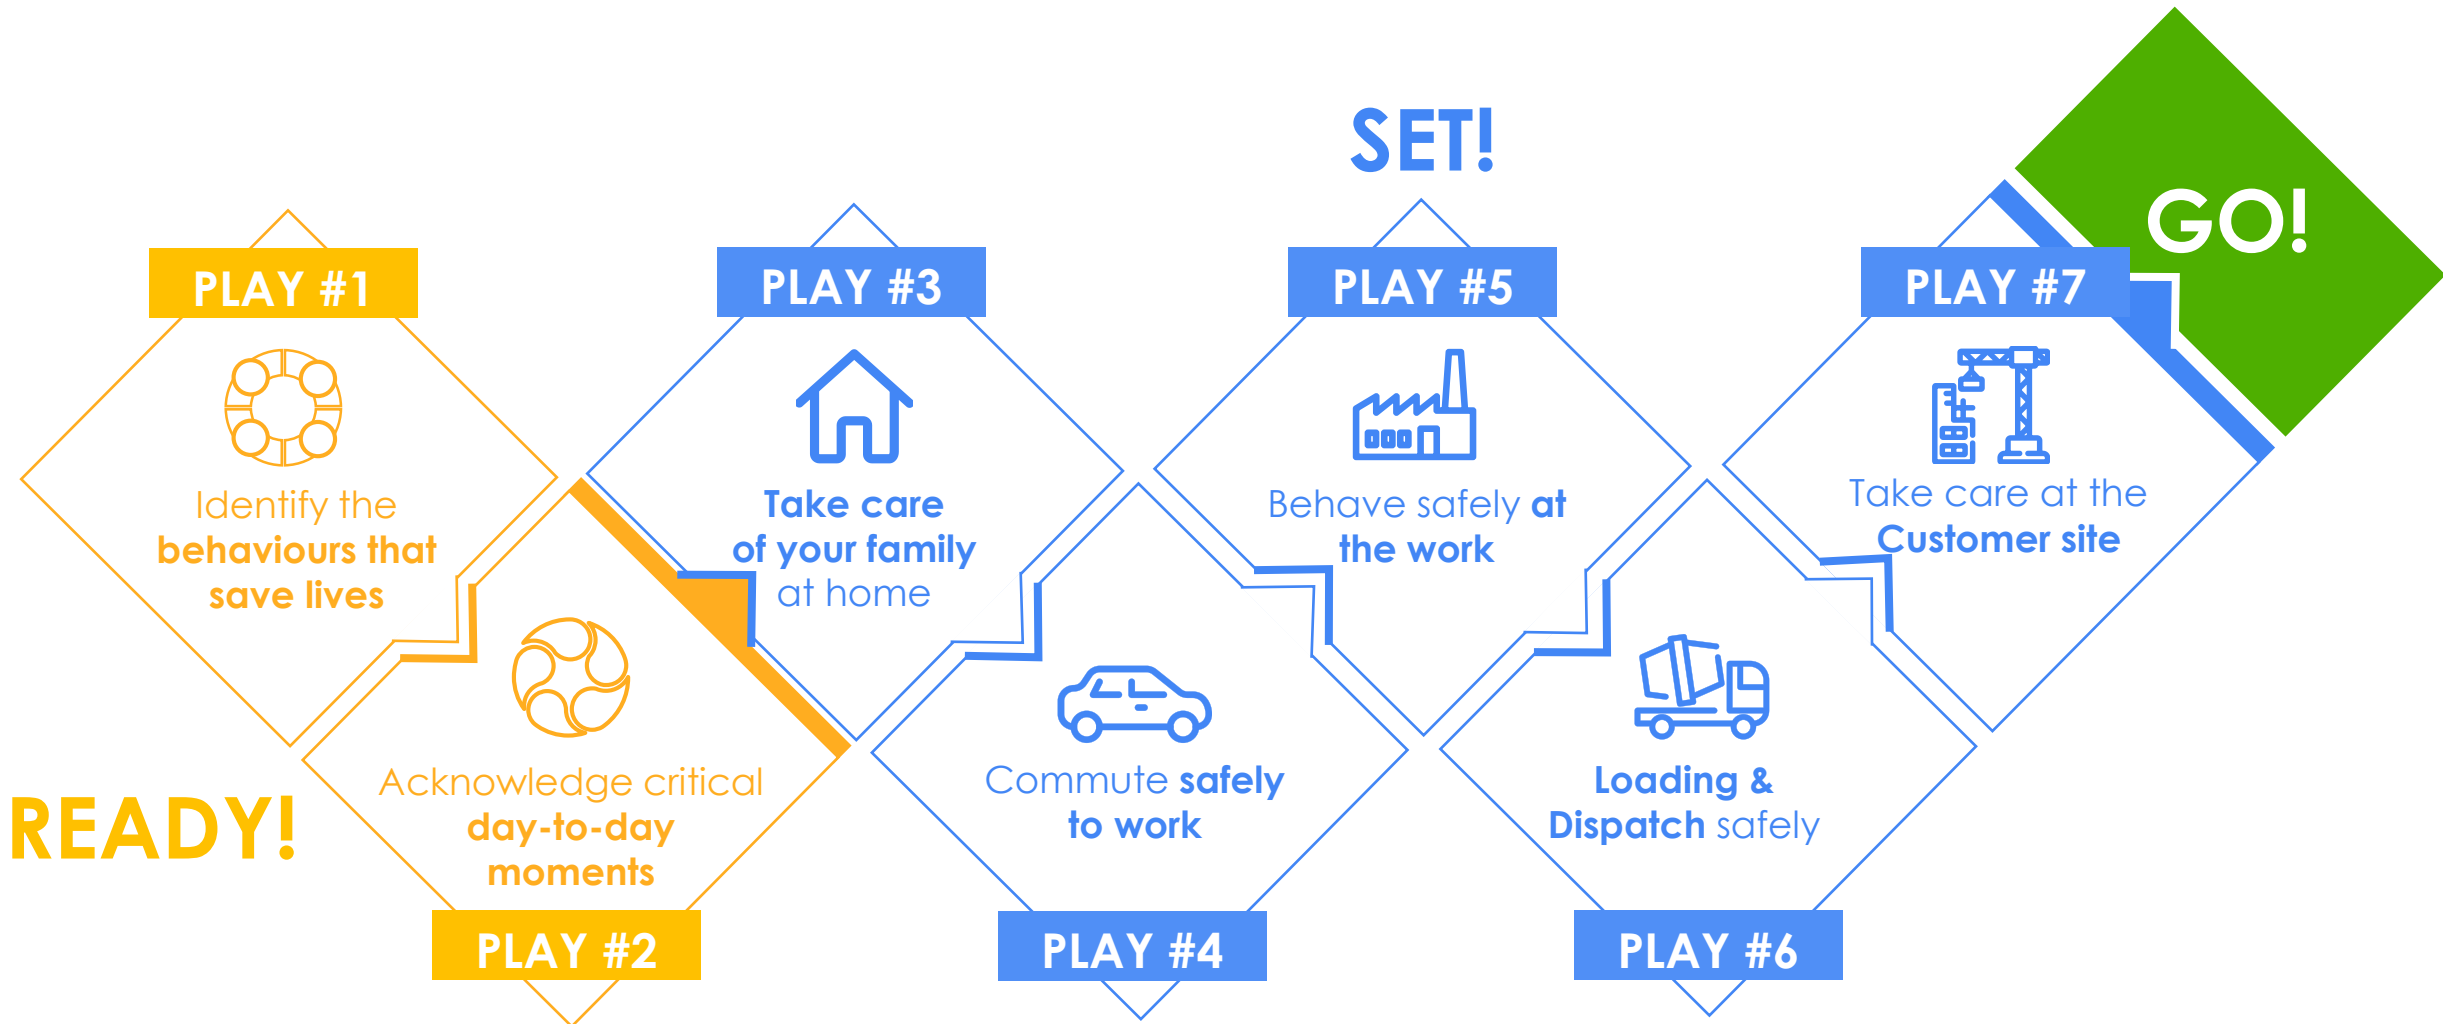 READY!
PLAY #1
Identify the
behaviours that
save lives
Acknowledge critical
day-to-day
moments
PLAY #2
SET!
PLAY #3
Take care
of your family
at home
Commute safely
to work
PLAY #4
PLAY #5
Behave safely at
the work
Loading &
Dispatch safely
PLAY #6
PLAY #7
Take care at the
Customer site
GO!